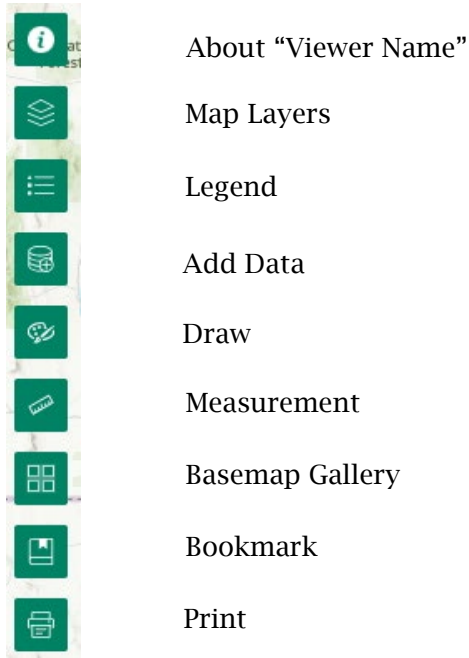 About “Viewer Name”
Map Layers
Legend
Add Data
Draw
Measurement
Basemap Gallery
Bookmark
Print